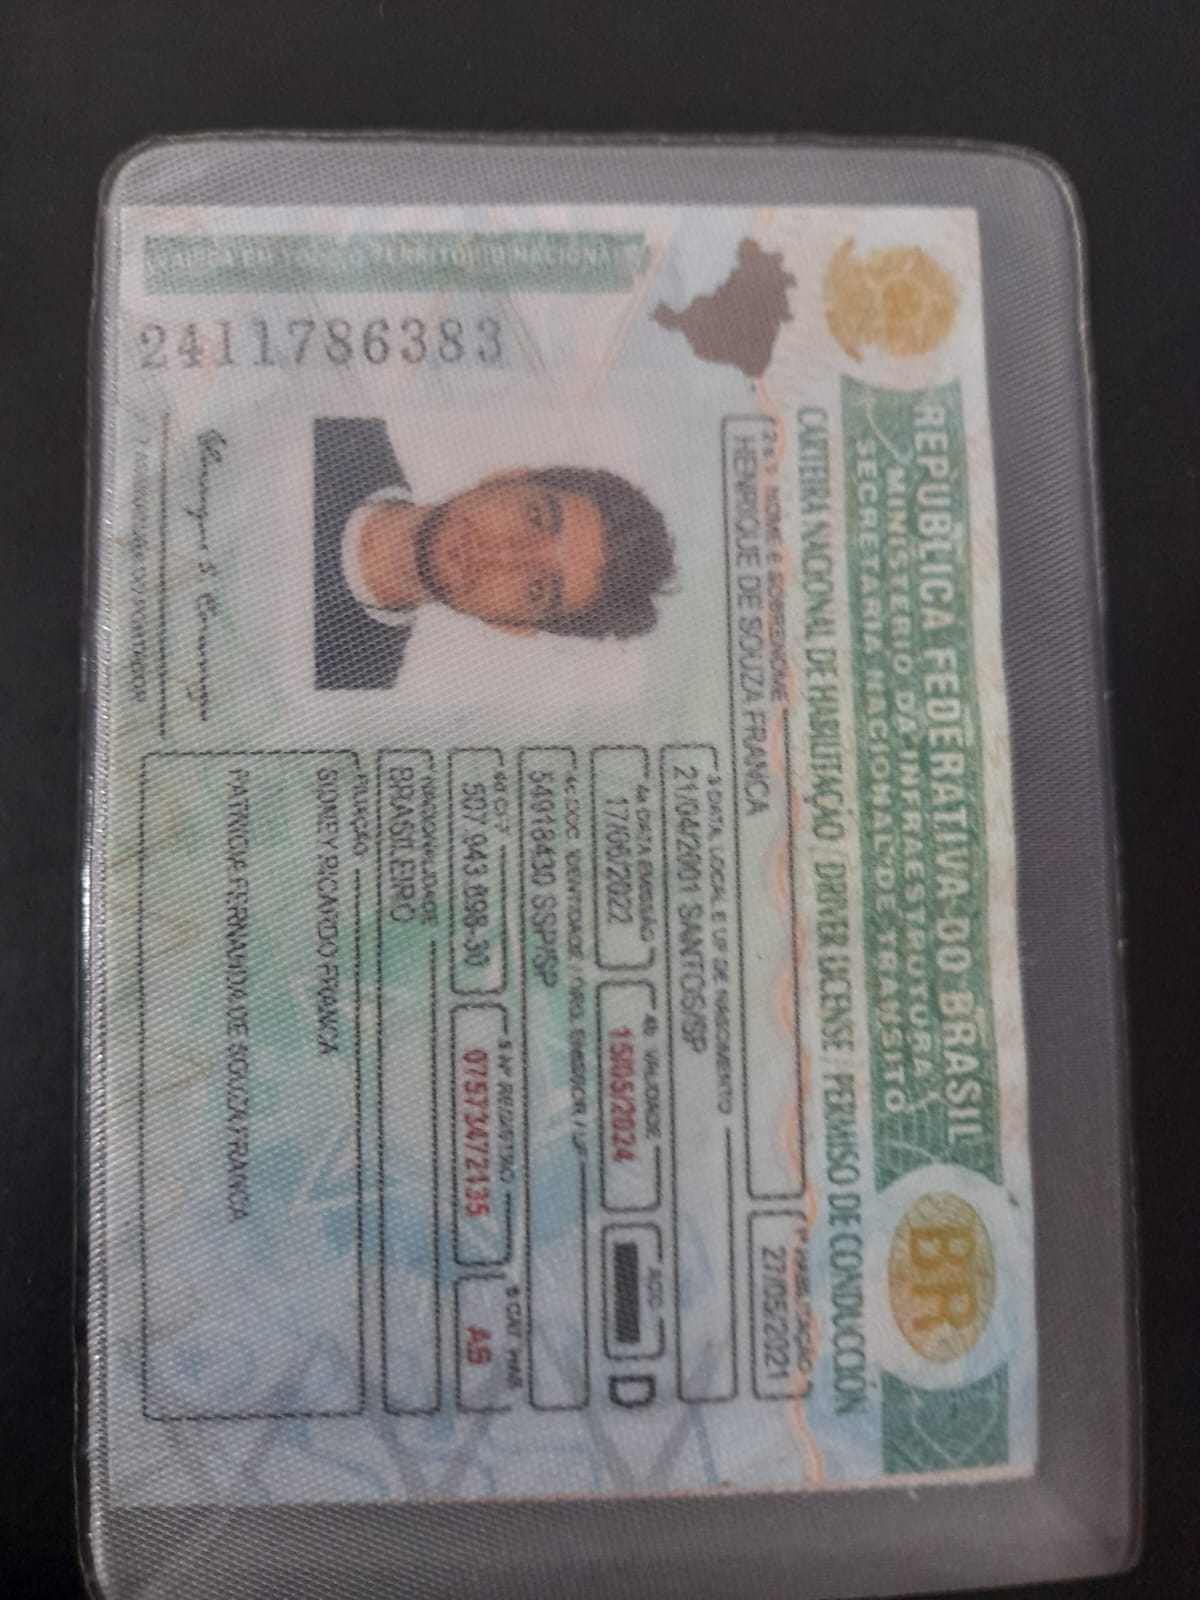 REPÚBLICA FEDERATIVA DO BRASIL
MINISTÉRIO DA INFRAESTRUTURA
SECRETARIA NACIONAL DE TRÂNSITO
BR
CARTEIRA NACIONAL DE HABILITAÇÃO / DRIVER LICENSE / PERMISO DE CONDUCCIÓN
2 e 1 NOME E SOBRENOME
HENRIQUE DE SOUZA FRANCA
1ª HABILITAÇÃO
27/05/2021
3 DATA, LOCAL E UF DE NASCIMENTO
21/04/2001 SANTOS/SP
4a DATA EMISSÃO
17/06/2022
4b VALIDADE
15/05/2024
ACC
D
4c DOC. IDENTIDADE / ÓRG. EMISSOR / UF
54918430 SSP/SP
4d CPF
507.943.898-30
5 Nº REGISTRO
07573472135
9 CAT. HAB.
AB
NACIONALIDADE
BRASILEIRO
FILIAÇÃO
SIDNEY RICARDO FRANCA
PATRICIA FERNANDA DE SOUZA FRANCA
7 ASSINATURA DO PORTADOR
VÁLIDA EM TODO O TERRITÓRIO NACIONAL
2411786383